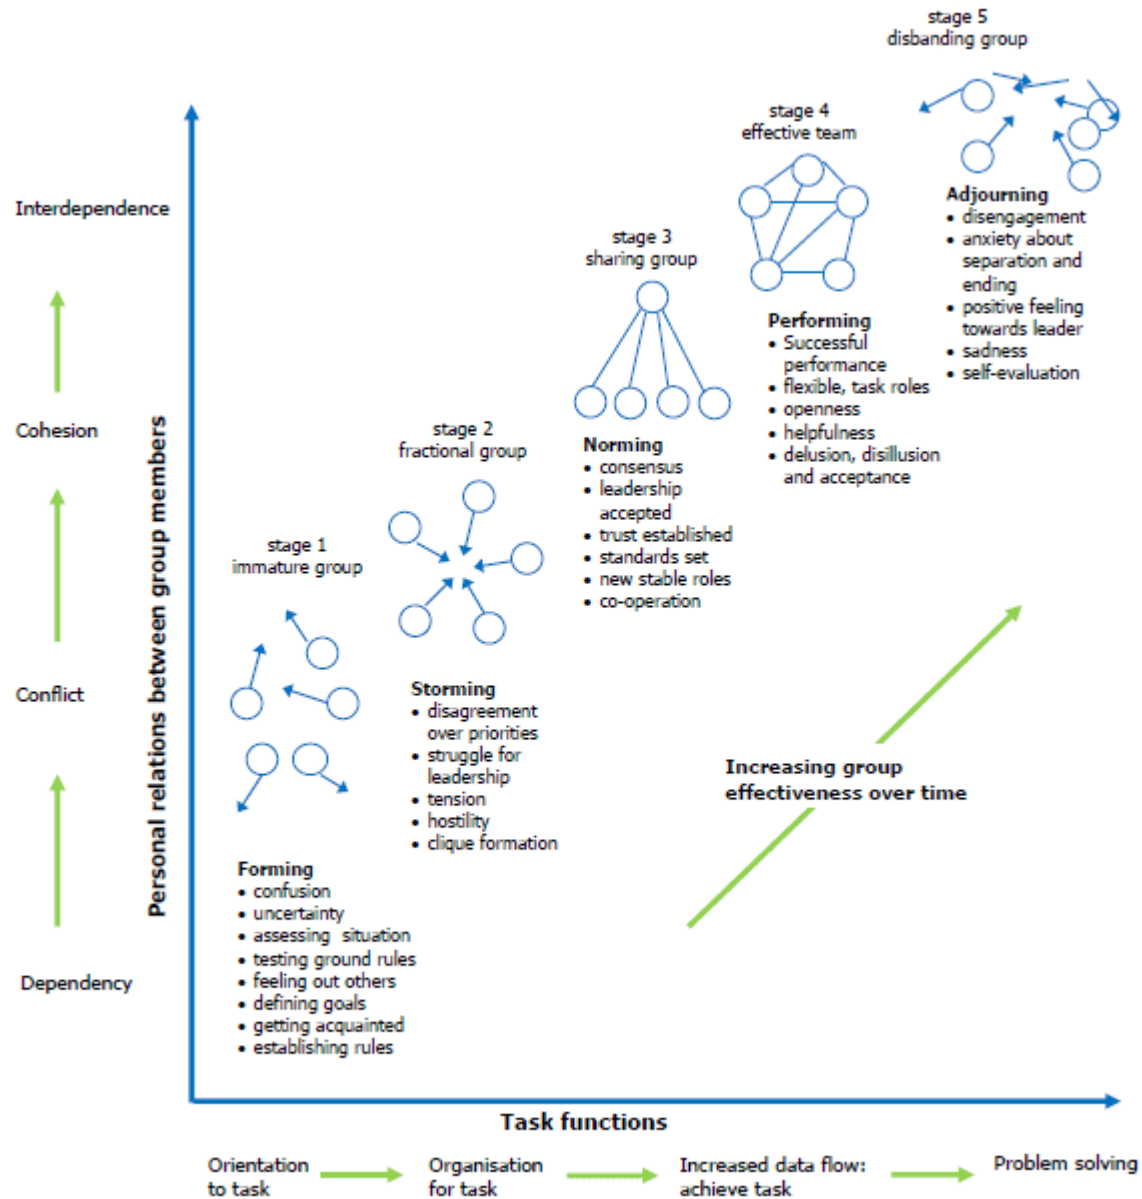 stage 5
disbanding group
stage 4
effective team
Adjourning
• disengagement
• anxiety about
separation and
ending
• positive feeling
towards leader
• sadness
• self-evaluation
Interdependence
stage 3
sharing group
Performing
• Successful
performance
• flexible, task roles
• openness
• helpfulness
• delusion, disillusion
and acceptance
Cohesion
stage 2
fractional group
Norming
• consensus
• leadership
accepted
• trust established
• standards set
• new stable roles
• co-operation
Personal relations between group members
stage 1
immature group
Conflict
Storming
• disagreement
over priorities
• struggle for
leadership
• tension
• hostility
• clique formation
Increasing group
effectiveness over time
Forming
• confusion
• uncertainty
• assessing situation
• testing ground rules
• feeling out others
• defining goals
• getting acquainted
• establishing rules
Dependency
Task functions
Orientation
to task
Organisation
for task
Increased data flow:
achieve task
Problem solving